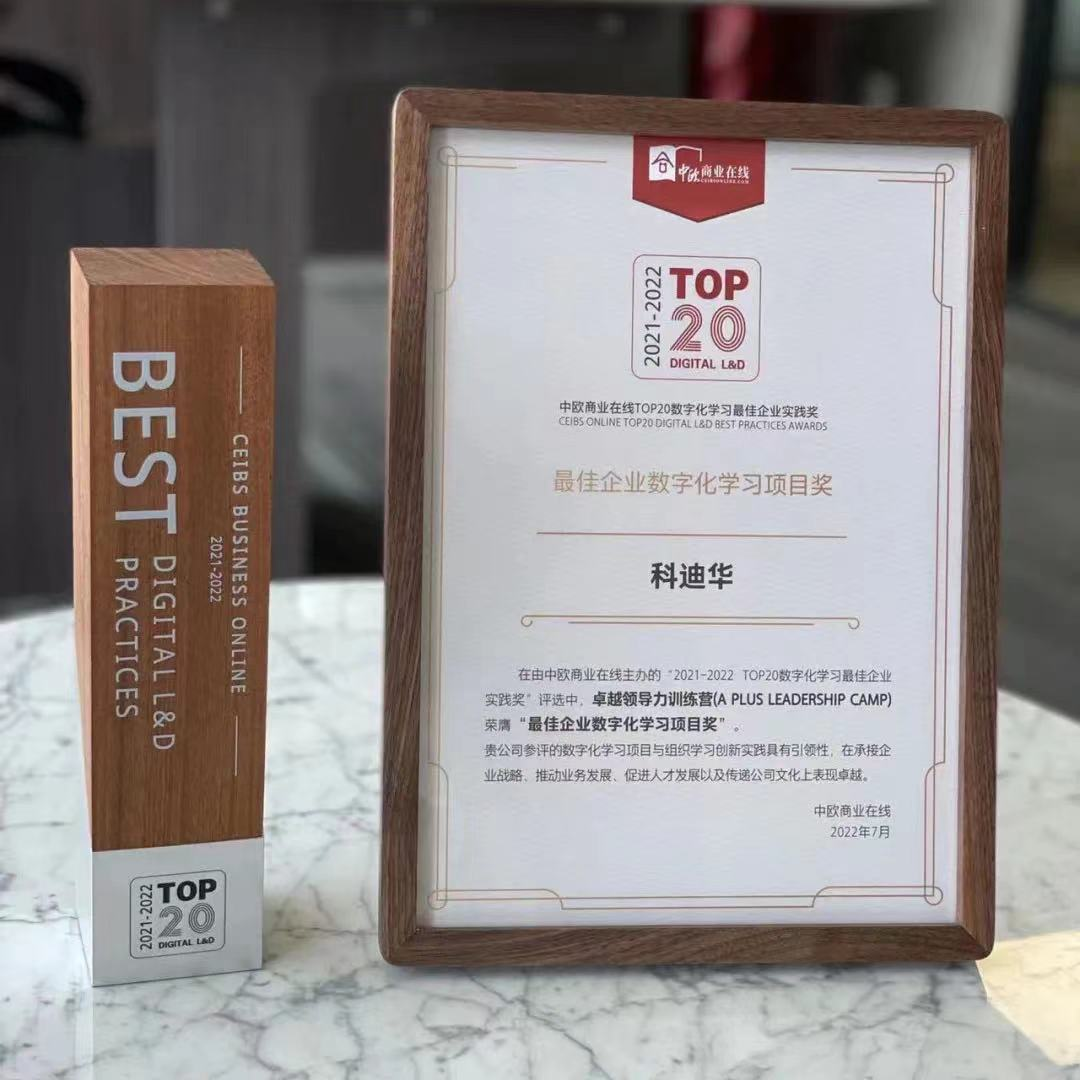 BEST
DIGITAL L&D
PRACTICES
CEIBS BUSINESS ONLINE
2021-2022
2021-2022
TOP
20
DIGITAL L&D
合
中欧商业在线
CEIBSONLINE.COM
2021-2022
TOP
20
DIGITAL L&D
中欧商业在线TOP20数字化学习最佳企业实践奖
CEIBS ONLINE TOP20 DIGITAL L&D BEST PRACTICES AWARDS
最佳企业数字化学习项目奖
科迪华
在由中欧商业在线主办的“2021-2022 TOP20数字化学习最佳企业
实践奖”评选中，卓越领导力训练营(A PLUS LEADERSHIP CAMP)
荣膺“最佳企业数字化学习项目奖”。
贵公司参评的数字化学习项目与组织学习创新实践具有引领性，在承接企
业战略、推动业务发展、促进人才发展以及传递公司文化上表现卓越。
中欧商业在线
2022年7月